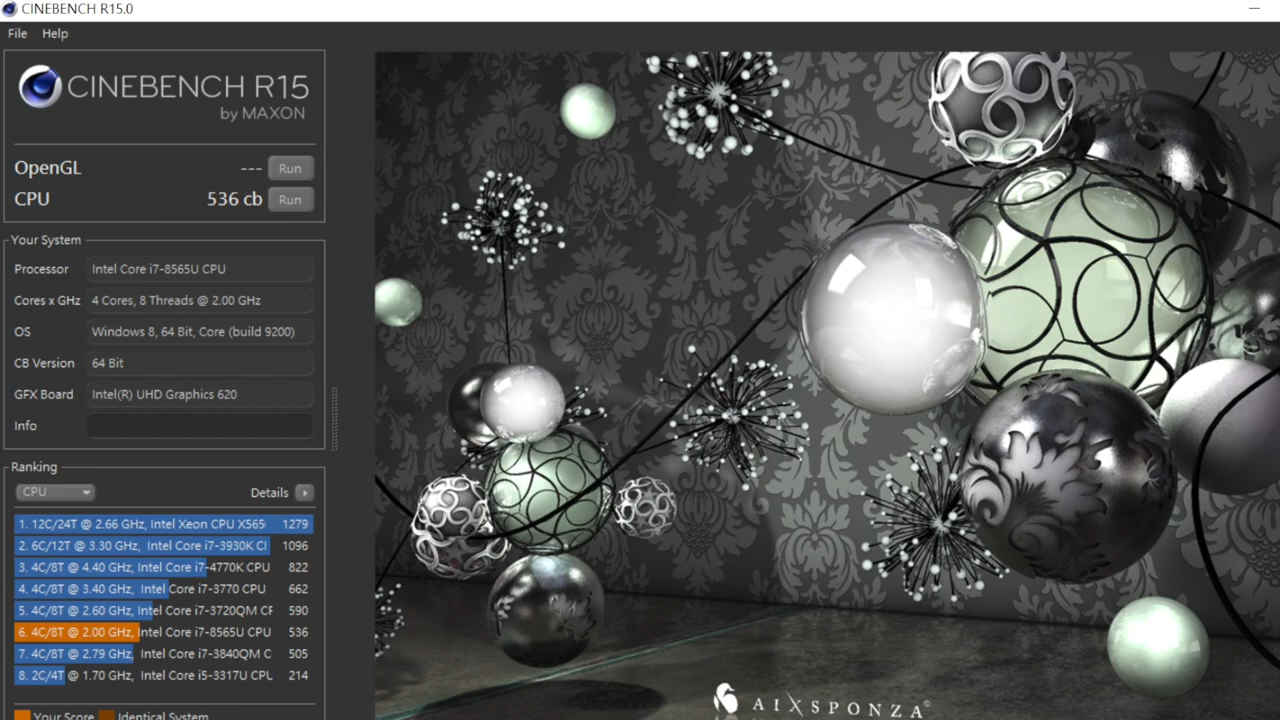 CINEBENCH R15.0
File Help
CINEBENCH R15
by MAXON
OpenGL --- Run
CPU 536 cb Run
Your System
Processor Intel Core i7-8565U CPU
Cores x GHz 4 Cores, 8 Threads @ 2.00 GHz
OS Windows 8, 64 Bit, Core (build 9200)
CB Version 64 Bit
GFX Board Intel(R) UHD Graphics 620
Info
Ranking
CPU Details
1. 12C/24T @ 2.66 GHz, Intel Xeon CPU X565 1279
2. 6C/12T @ 3.30 GHz, Intel Core i7-3930K CI 1096
3. 4C/8T @ 4.40 GHz, Intel Core i7-4770K CPU 822
4. 4C/8T @ 3.40 GHz, Intel Core i7-3770 CPU 662
5. 4C/8T @ 2.60 GHz, Intel Core i7-3720QM CF 590
6. 4C/8T @ 2.00 GHz, Intel Core i7-8565U CPU 536
7. 4C/8T @ 2.79 GHz, Intel Core i7-3840QM C 505
8. 2C/4T @ 1.70 GHz, Intel Core i5-3317U CPU 214
Your Score Identical System
AIXSPONZA©